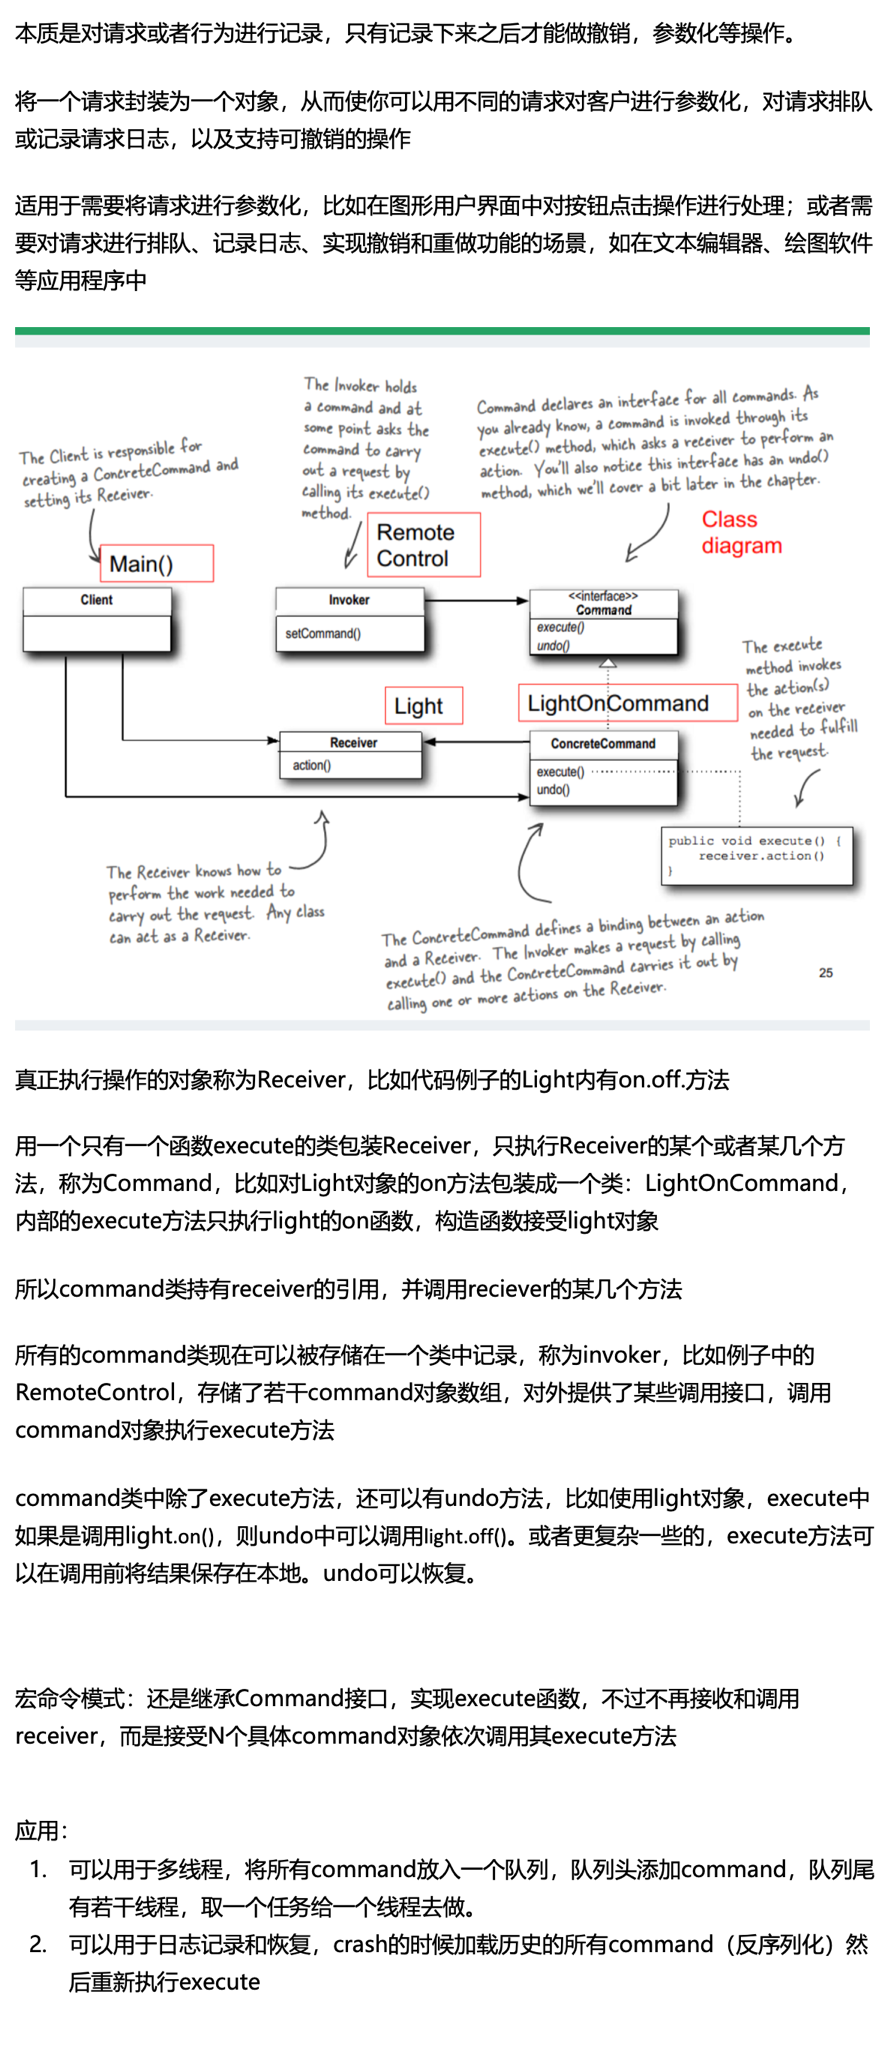 本质是对请求或者行为进行记录，只有记录下来之后才能做撤销，参数化等操作。
将一个请求封装为一个对象，从而使你可以用不同的请求对客户进行参数化，对请求排队
或记录请求日志，以及支持可撤销的操作
适用于需要将请求进行参数化，比如在图形用户界面中对按钮点击操作进行处理；或者需
要对请求进行排队、记录日志、实现撤销和重做功能的场景，如在文本编辑器、绘图软件
等应用程序中
The Client is responsible for
creating a ConcreteCommand and
setting its Receiver.
The Invoker holds
a command and at
some point asks the
command to carry
out a request by
calling its execute()
method.
Command declares an interface for all commands. As
you already know, a command is invoked through its
execute() method, which asks a receiver to perform an
action. You'll also notice this interface has an undo()
method, which we'll cover a bit later in the chapter.
Class
diagram
Main()
Remote
Control
Client
Invoker
setCommand()
<<interface>>
Command
execute()
undo()
The execute
method invokes
the action(s)
on the receiver
needed to fulfill
the request.
Light
LightOnCommand
Receiver
action()
ConcreteCommand
execute()
undo()
public void execute() {
receiver.action()
}
The Receiver knows how to
perform the work needed to
carry out the request. Any class
can act as a Receiver.
The ConcreteCommand defines a binding between an action
and a Receiver. The Invoker makes a request by calling
execute() and the ConcreteCommand carries it out by
calling one or more actions on the Receiver.
25
真正执行操作的对象称为Receiver，比如代码例子的Light内有on.off.方法
用一个只有一个函数execute的类包装Receiver，只执行Receiver的某个或者某几个方
法，称为Command，比如对Light对象的on方法包装成一个类：LightOnCommand，
内部的execute方法只执行light的on函数，构造函数接受light对象
所以command类持有receiver的引用，并调用reciever的某几个方法
所有的command类现在可以被存储在一个类中记录，称为invoker，比如例子中的
RemoteControl，存储了若干command对象数组，对外提供了某些调用接口，调用
command对象执行execute方法
command类中除了execute方法，还可以有undo方法，比如使用light对象，execute中
如果是调用light.on()，则undo中可以调用light.off()。或者更复杂一些的，execute方法可
以在调用前将结果保存在本地。undo可以恢复。
宏命令模式：还是继承Command接口，实现execute函数，不过不再接收和调用
receiver，而是接受N个具体command对象依次调用其execute方法
应用：
1. 可以用于多线程，将所有command放入一个队列，队列头添加command，队列尾
有若干线程，取一个任务给一个线程去做。
2. 可以用于日志记录和恢复，crash的时候加载历史的所有command（反序列化）然
后重新执行execute